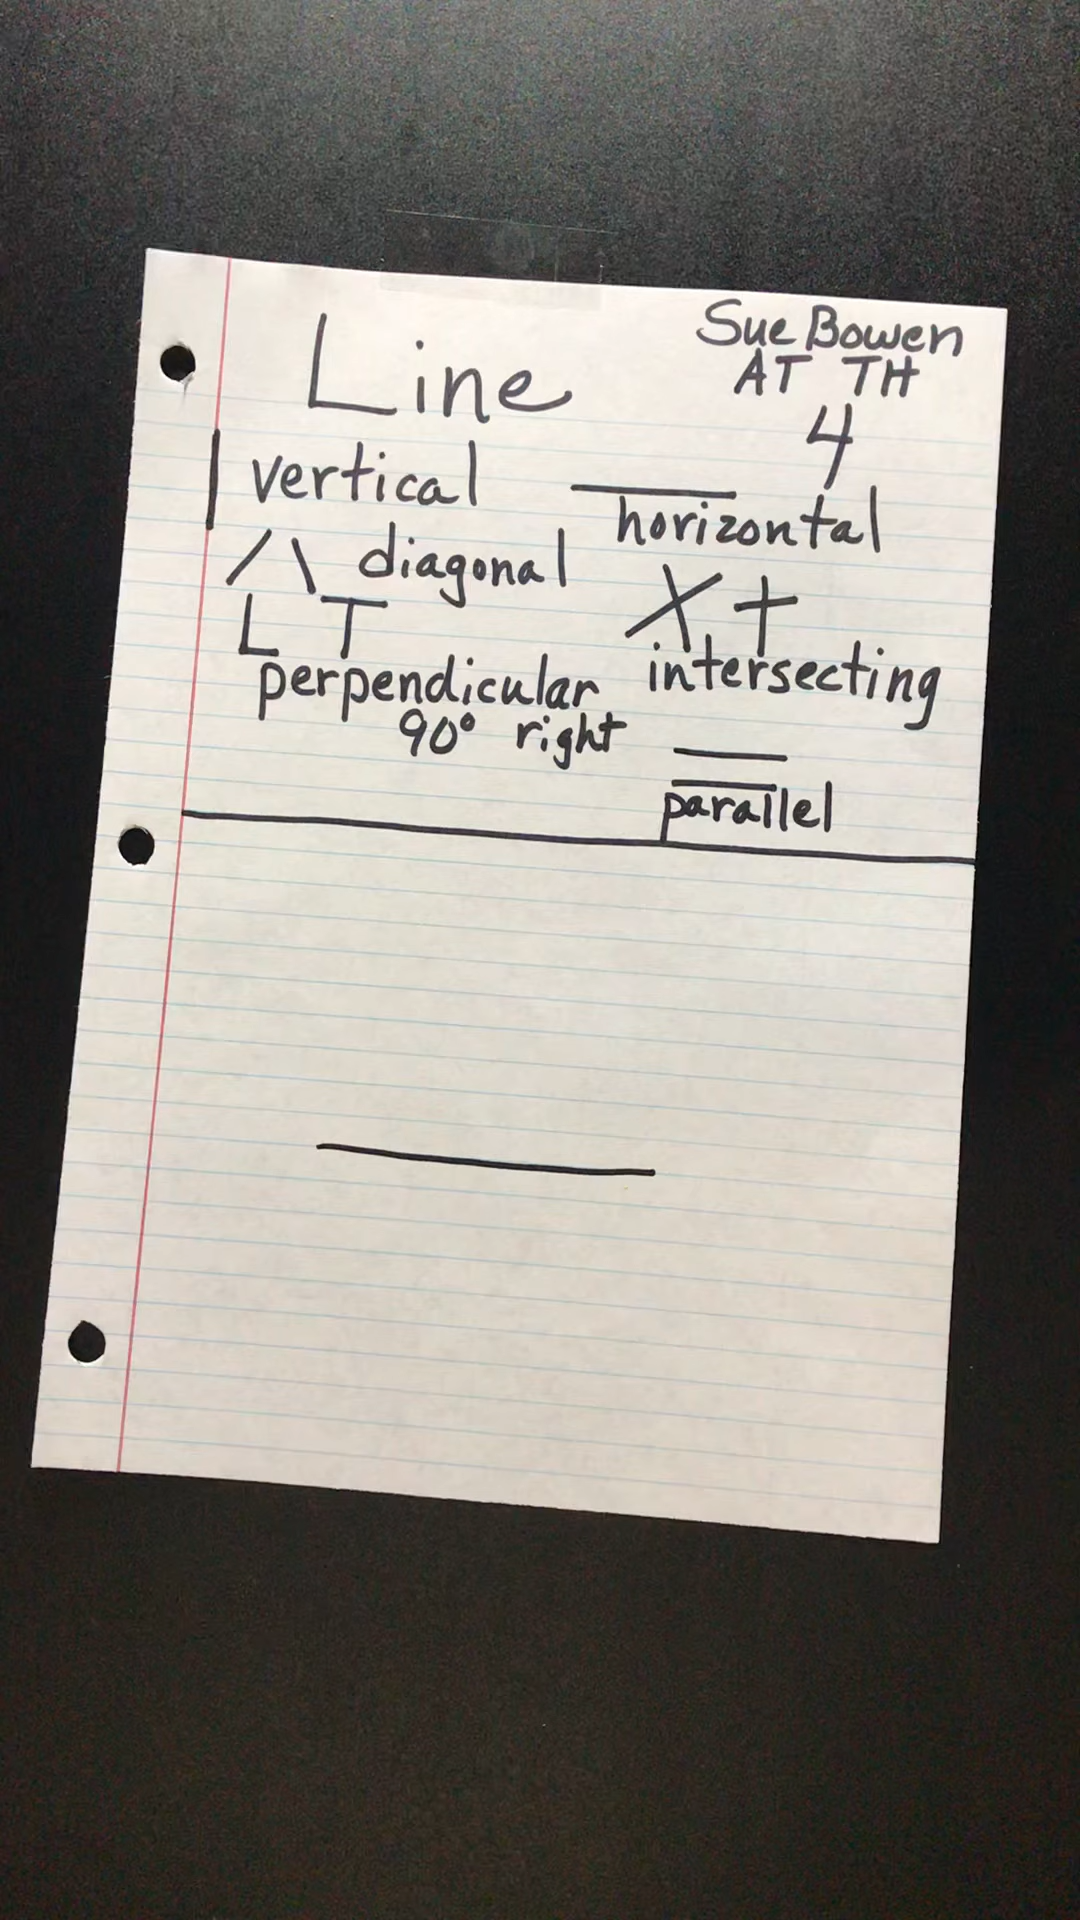 Line
Sue Bowen
AT TH
4
vertical
horizontal
diagonal
intersecting
perpendicular
90° right
parallel